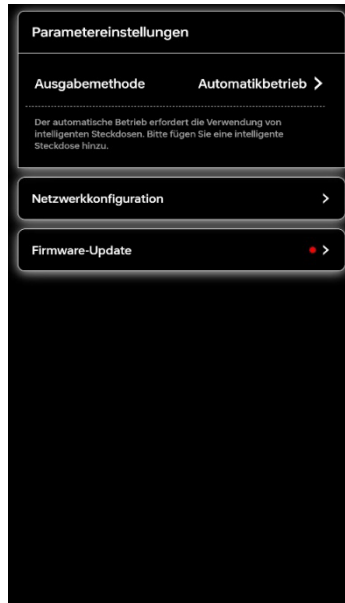 Parametereinstellungen
Ausgabemethode Automatikbetrieb >
Der automatische Betrieb erfordert die Verwendung von
intelligenten Steckdosen. Bitte fügen Sie eine intelligente
Steckdose hinzu.
Netzwerkkonfiguration >
Firmware-Update >